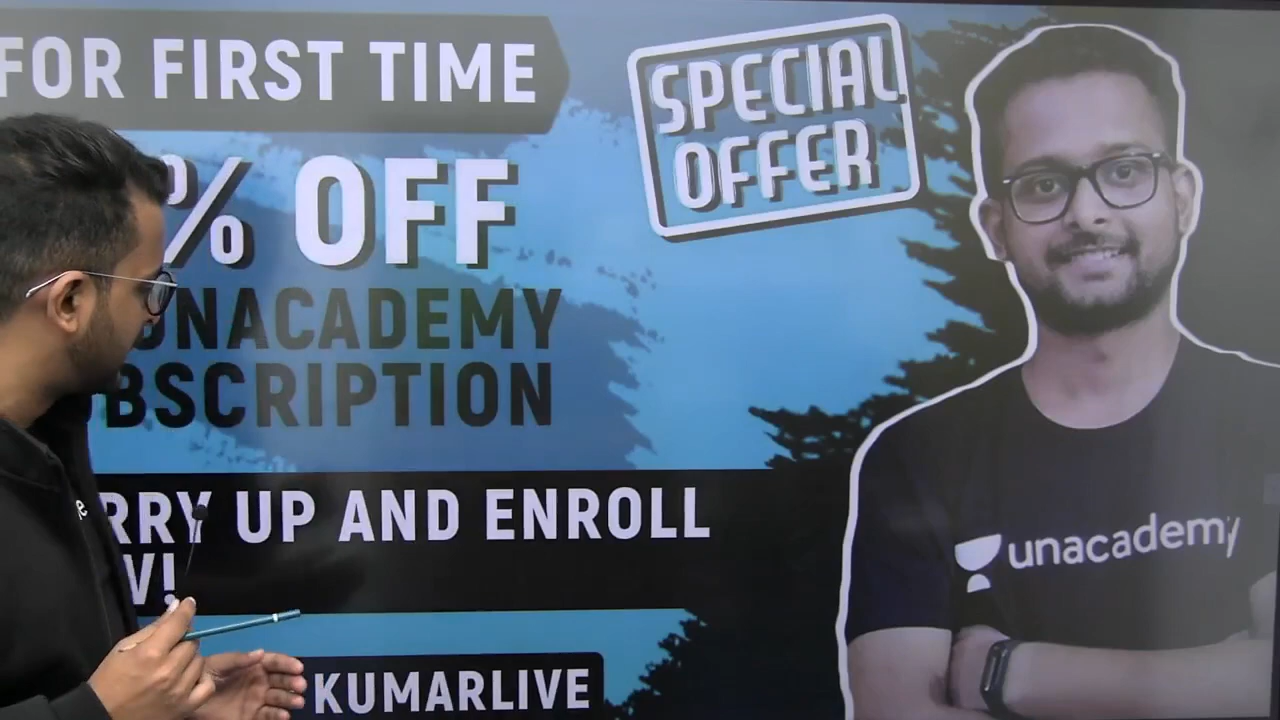 FOR FIRST TIME
% OFF
UNACADEMY
BSCRIPTION
RRY UP AND ENROLL
W!
KUMARLIVE
SPECIAL
OFFER
unacademy